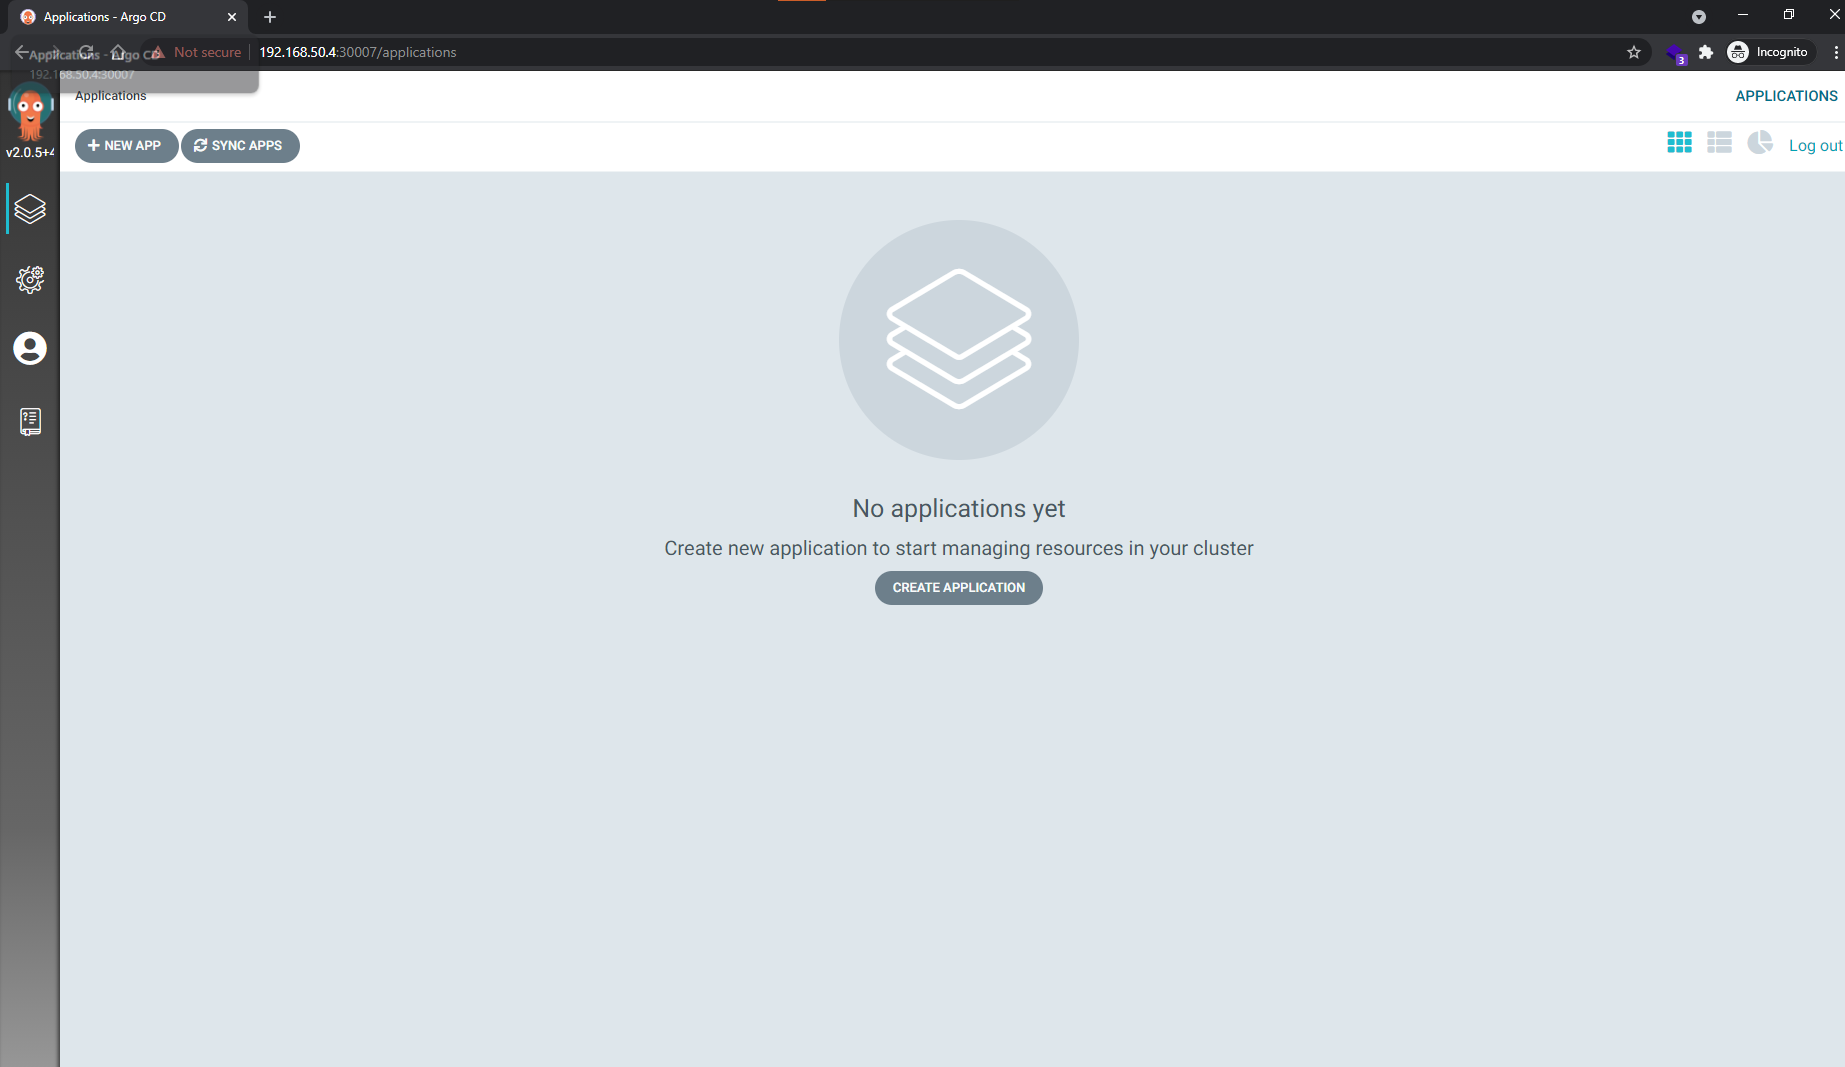 Applications - Argo CD
Not secure
192.168.50.4:30007/applications
3
Incognito
Applications - Argo CD
192.168.50.4:30007
Applications
APPLICATIONS
v2.0.5+
NEW APP
SYNC APPS
Log out
No applications yet
Create new application to start managing resources in your cluster
CREATE APPLICATION